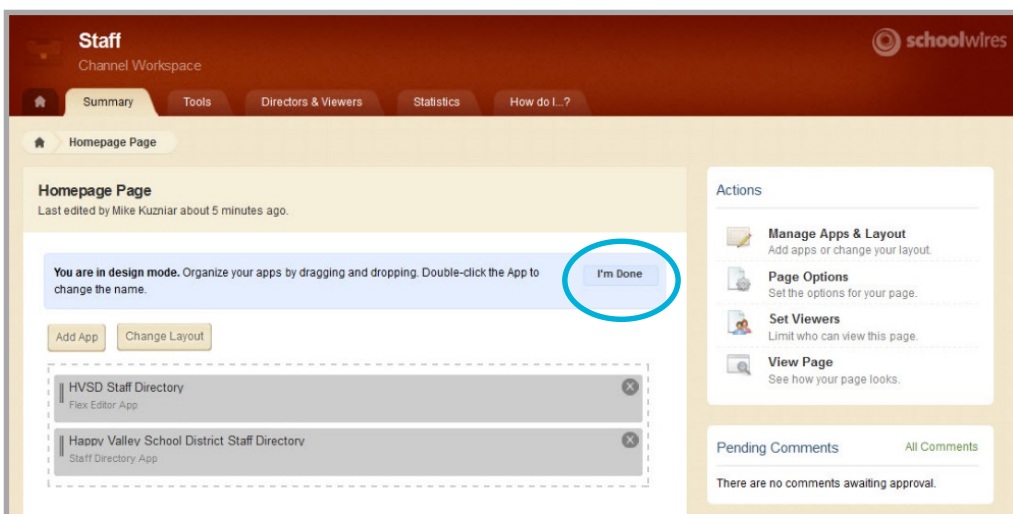 Staff
Channel Workspace
schoolwires
Summary Tools Directors & Viewers Statistics How do I...?
Homepage Page
Homepage Page
Last edited by Mike Kuzniar about 5 minutes ago.
You are in design mode. Organize your apps by dragging and dropping. Double-click the App to
change the name.
I'm Done
Add App Change Layout
HVSD Staff Directory
Flex Editor App
Happy Valley School District Staff Directory
Staff Directory App
Actions
Manage Apps & Layout
Add apps or change your layout.
Page Options
Set the options for your page.
Set Viewers
Limit who can view this page.
View Page
See how your page looks.
Pending Comments All Comments
There are no comments awaiting approval.